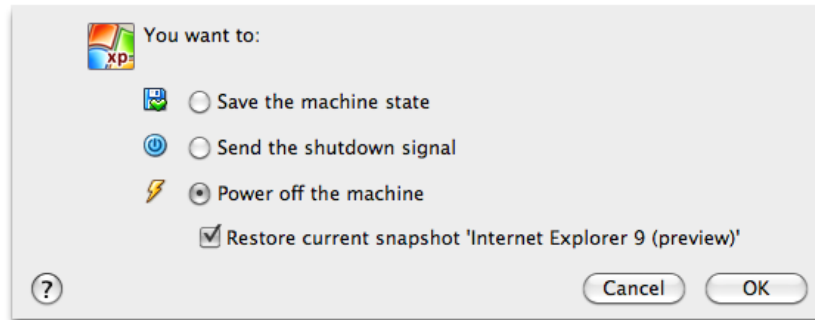 You want to:
xp
Save the machine state
Send the shutdown signal
Power off the machine
Restore current snapshot 'Internet Explorer 9 (preview)'
?
Cancel
OK